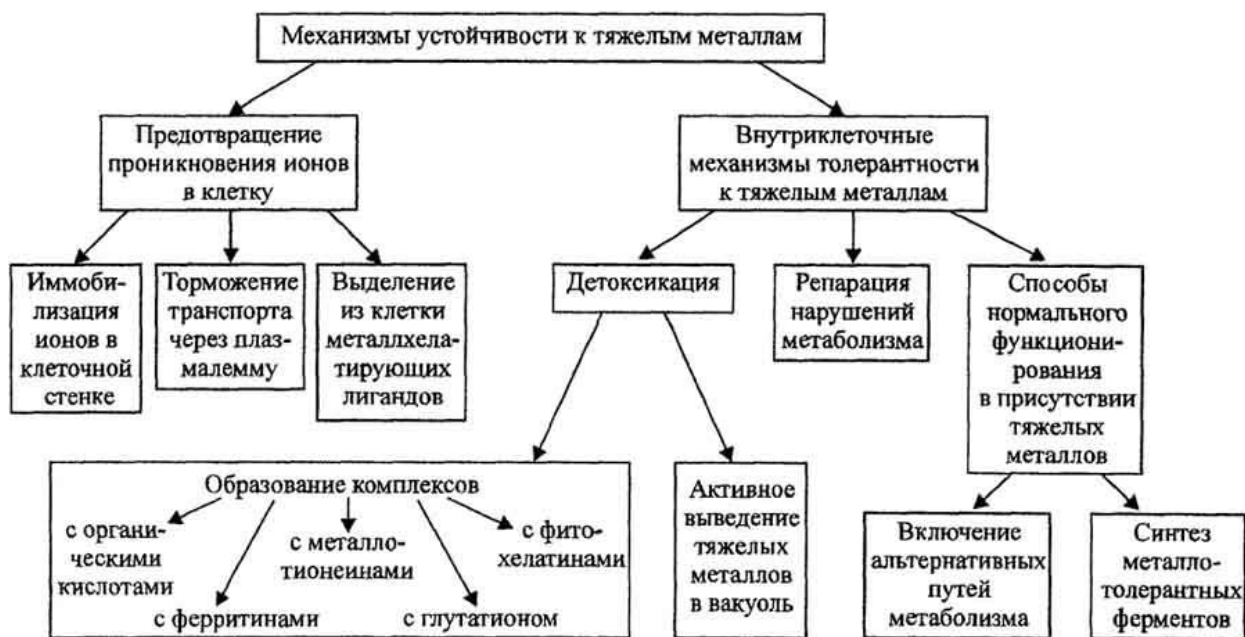 Механизмы устойчивости к тяжелым металлам
Предотвращение
проникновения ионов
в клетку
Внутриклеточные
механизмы толерантности
к тяжелым металлам
Иммоби-
лизация
ионов в
клеточной
стенке
Торможение
транспорта
через плаз-
малемму
Выделение
из клетки
металлхела-
тирующих
лигандов
Детоксикация
Репарация
нарушений
метаболизма
Способы
нормального
функциони-
рования
в присутствии
тяжелых
металлов
Образование комплексов
с органи-
ческими
кислотами
с ферритинами
с металло-
тионеинами
с глутатионом
с фито-
хелатинами
Активное
выведение
тяжелых
металлов
в вакуоль
Включение
альтернативных
путей
метаболизма
Синтез
металло-
толерантных
ферментов